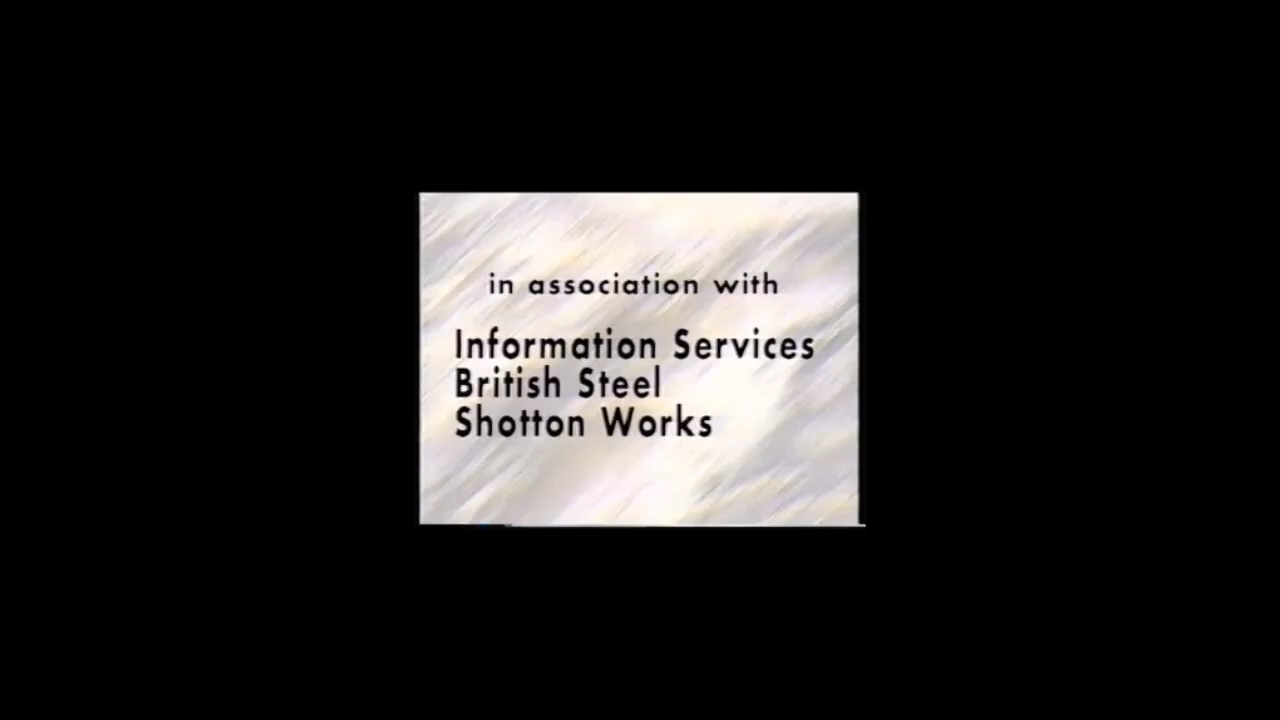 in association with
Information Services
British Steel
Shotton Works